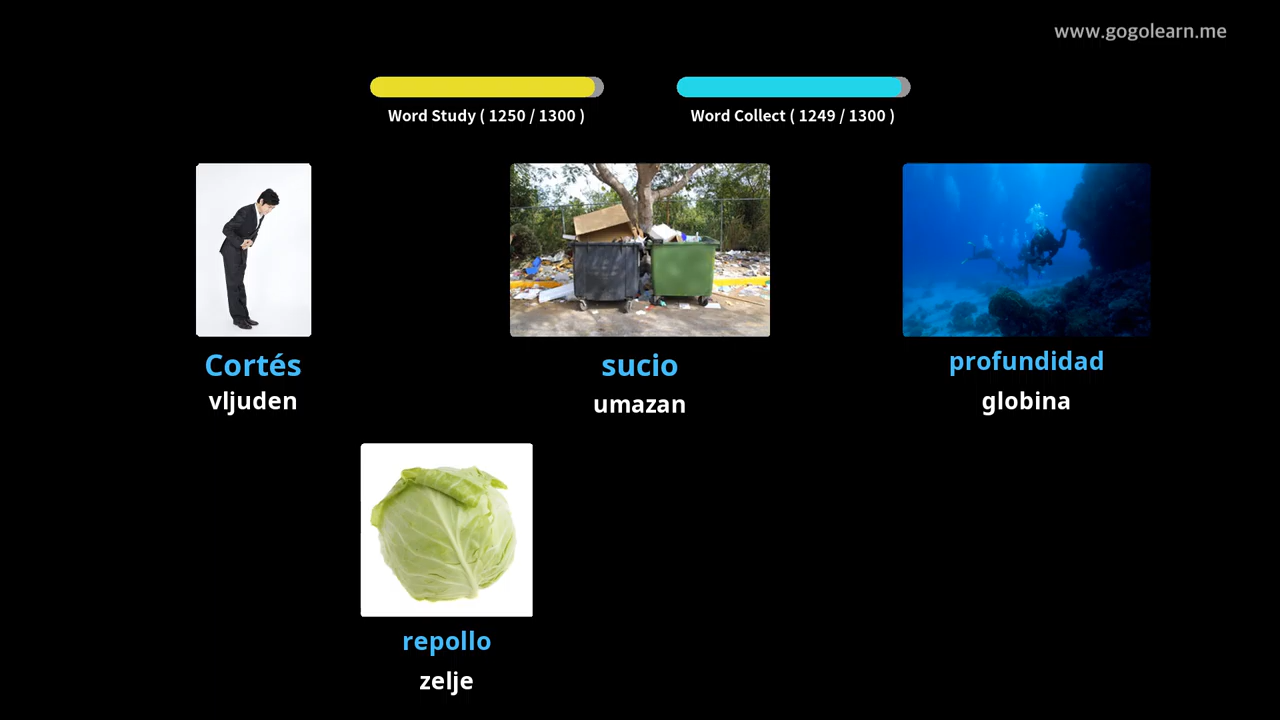 www.gogolearn.me
Word Study ( 1250 / 1300 )
Word Collect ( 1249 / 1300 )
Cortés
vljuden
sucio
umazan
profundidad
globina
repollo
zelje